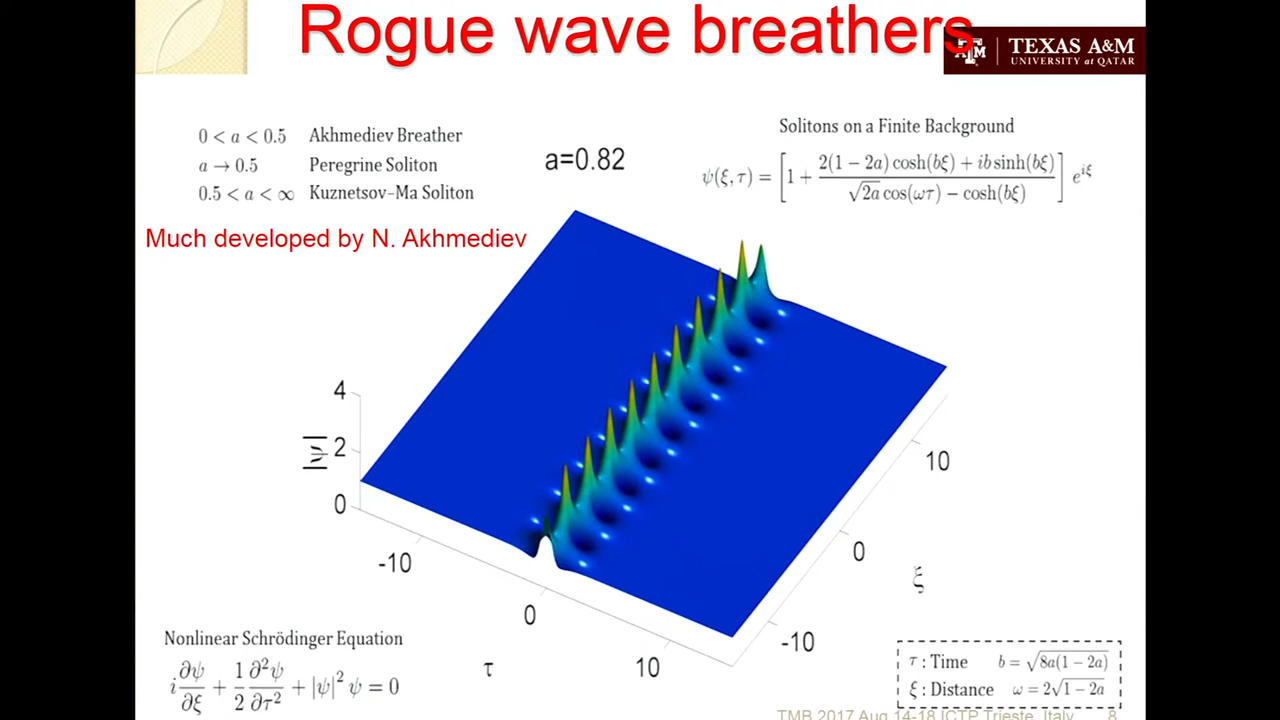 Rogue wave breathers
ĀM | TEXAS A&M
UNIVERSITY at QATAR
0 < a < 0.5 Akhmediev Breather
a → 0.5 Peregrine Soliton
0.5 < a < ∞ Kuznetsov–Ma Soliton
Much developed by N. Akhmediev
a=0.82
Solitons on a Finite Background
ψ(ξ, τ) = [1 + (2(1 − 2a) cosh(bξ) + ib sinh(bξ)) / (√2a cos(ωτ) − cosh(bξ))] e^{iξ}
4
|ψ| 2
0
-10
0
10
τ
10
0
ξ
-10
Nonlinear Schrödinger Equation
i ∂ψ/∂ξ + 1/2 ∂²ψ/∂τ² + |ψ|² ψ = 0
τ : Time b = √8a(1 − 2a)
ξ : Distance ω = 2√1 − 2a
TMB 2017 Aug 14-18 ICTP Trieste, Italy 8